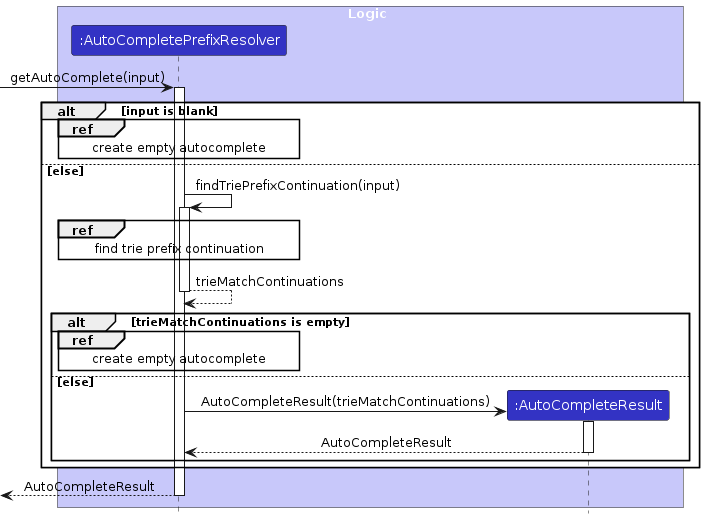 Logic
:AutoCompletePrefixResolver
getAutoComplete(input)
alt [input is blank]
ref
create empty autocomplete
[else]
findTriePrefixContinuation(input)
ref
find trie prefix continuation
trieMatchContinuations
alt [trieMatchContinuations is empty]
ref
create empty autocomplete
[else]
AutoCompleteResult(trieMatchContinuations)
:AutoCompleteResult
AutoCompleteResult
AutoCompleteResult